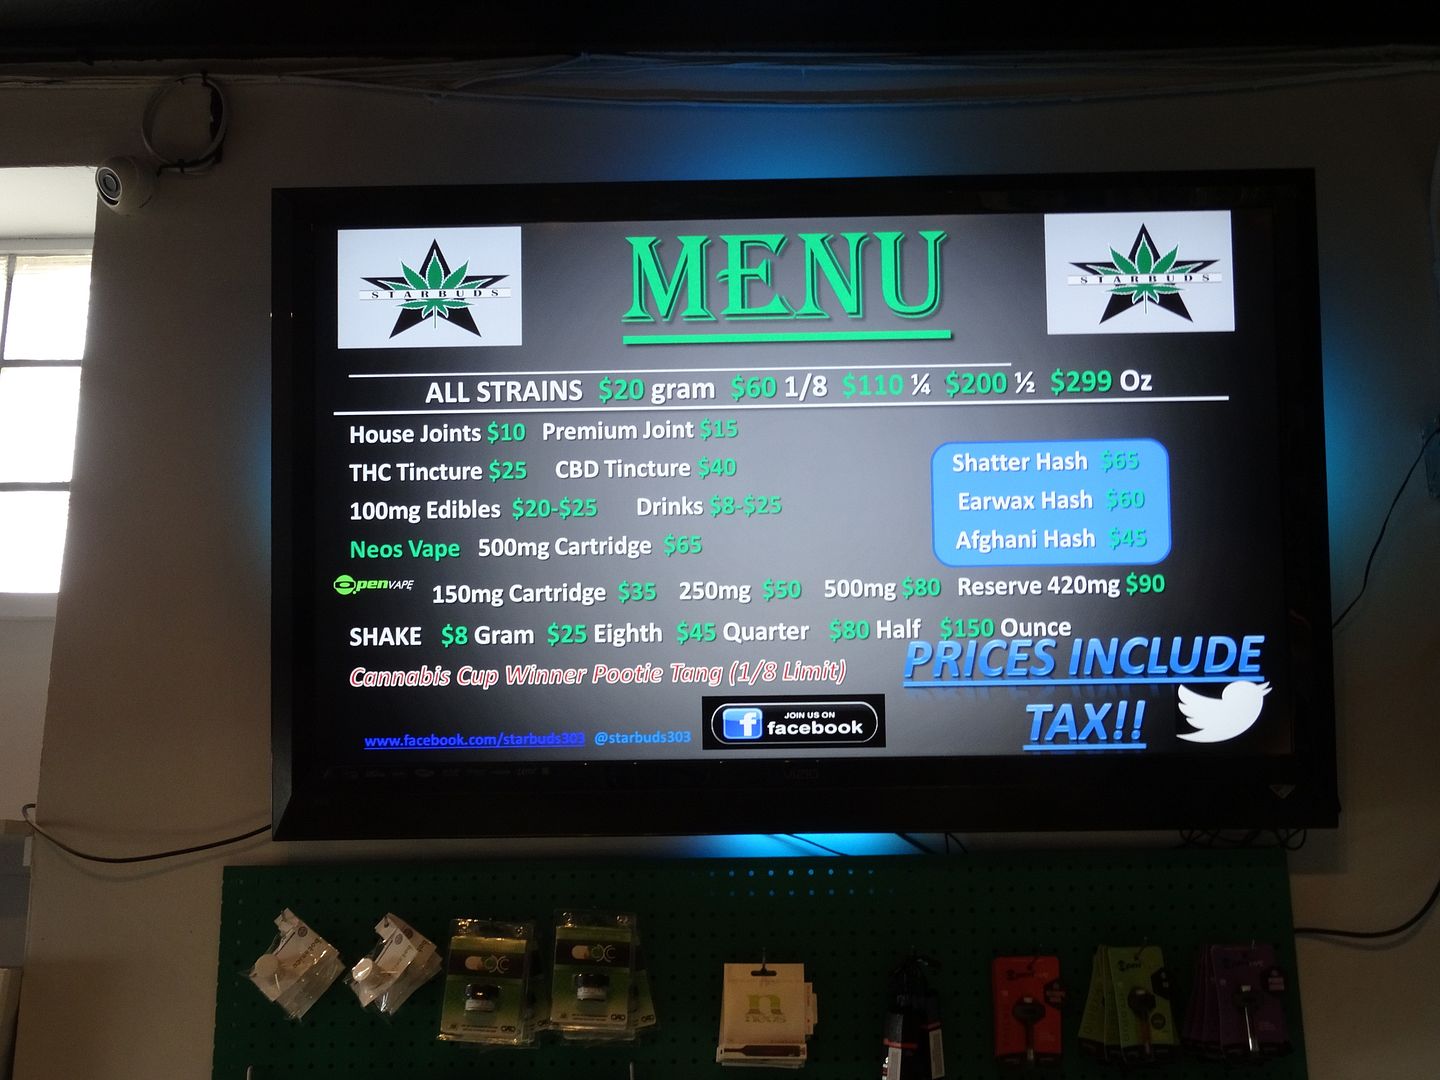 STARBUDS
MENU
STARBUDS
ALL STRAINS $20 gram $60 1/8 $110 ¼ $200 ½ $299 Oz
House Joints $10 Premium Joint $15
THC Tincture $25 CBD Tincture $40
100mg Edibles $20-$25 Drinks $8-$25
Neos Vape 500mg Cartridge $65
Shatter Hash $65
Earwax Hash $60
Afghani Hash $45
OpenVAPE 150mg Cartridge $35 250mg $50 500mg $80 Reserve 420mg $90
SHAKE $8 Gram $25 Eighth $45 Quarter $80 Half $150 Ounce
Cannabis Cup Winner Pootie Tang (1/8 Limit)
PRICES INCLUDE
TAX!!
www.facebook.com/starbuds303 @starbuds303
JOIN US ON
f facebook
VIZIO
n
neos
open